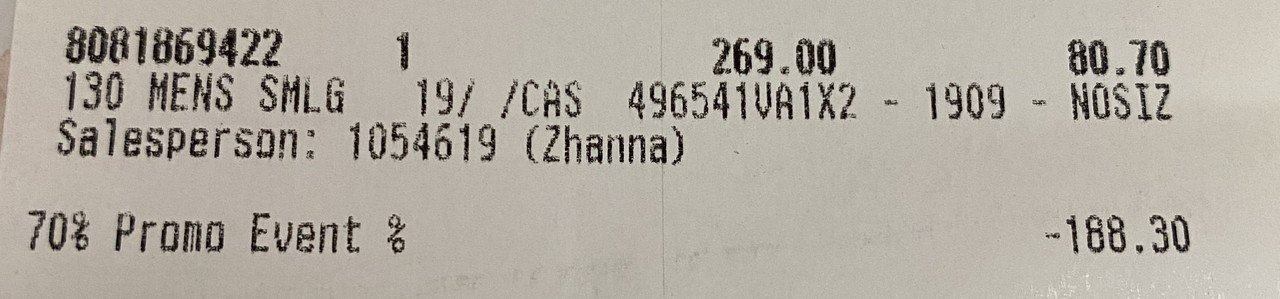 8081869422 1 269.00 80.70
130 MENS SMLG 19/ /CAS 496541VA1X2 - 1909 - NOSIZ
Salesperson: 1054619 (Zhanna)
70% Promo Event % -188.30